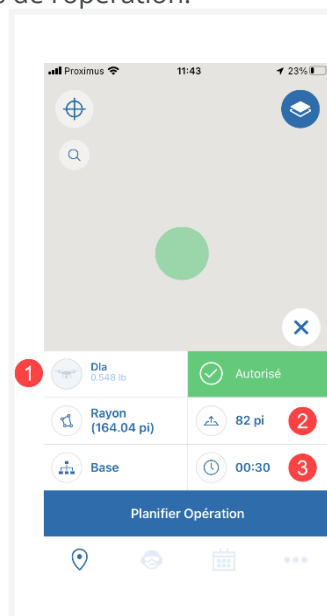 de l'opération.
Proximus 11:43 23%
1 Dla Autorisé
0.548 lb
Rayon 82 pi 2
(164.04 pi)
Base 00:30 3
Planifier Opération